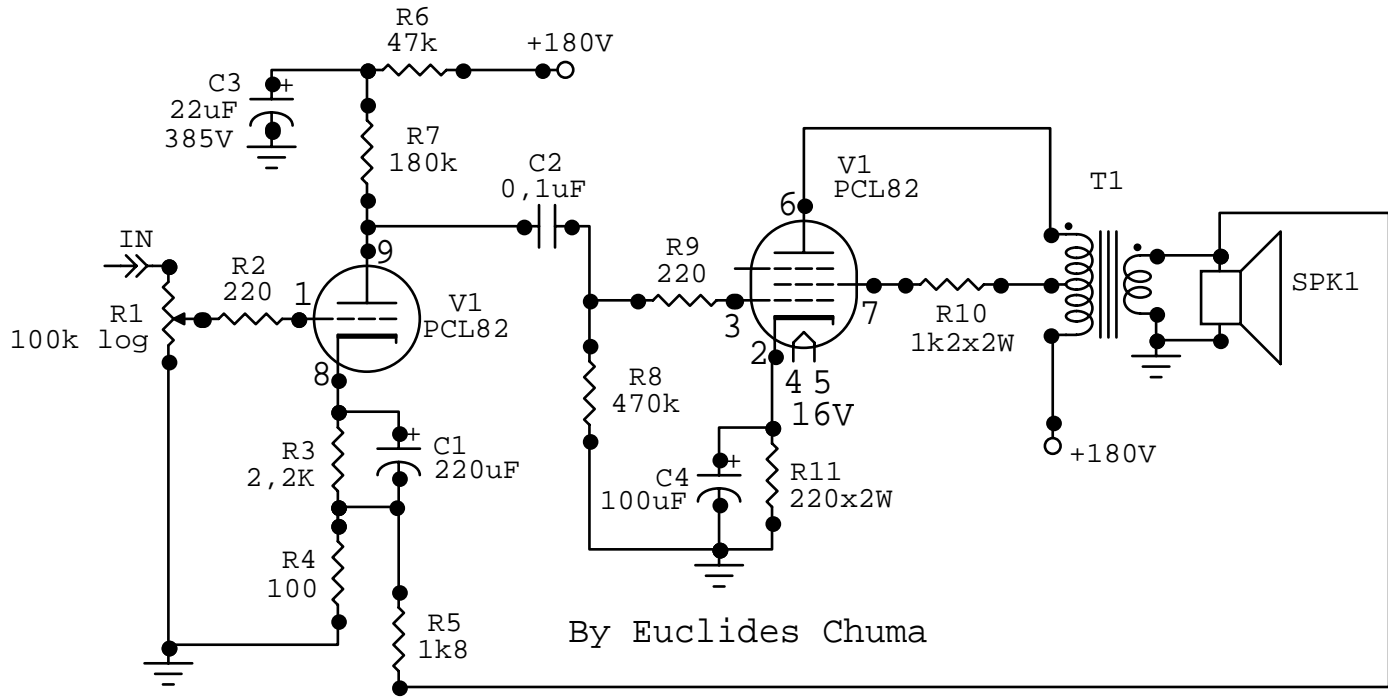 R6
47k
+180V
C3
22uF
385V
R7
180k
C2
0,1uF
V1
PCL82
T1
6
IN
9
R2
220
1
R1
100k log
V1
PCL82
8
R9
220
3
7
R10
1k2x2W
SPK1
2
4 5
16V
R8
470k
+180V
R3
2,2K
C1
220uF
C4
100uF
R11
220x2W
R4
100
R5
1k8
By Euclides Chuma